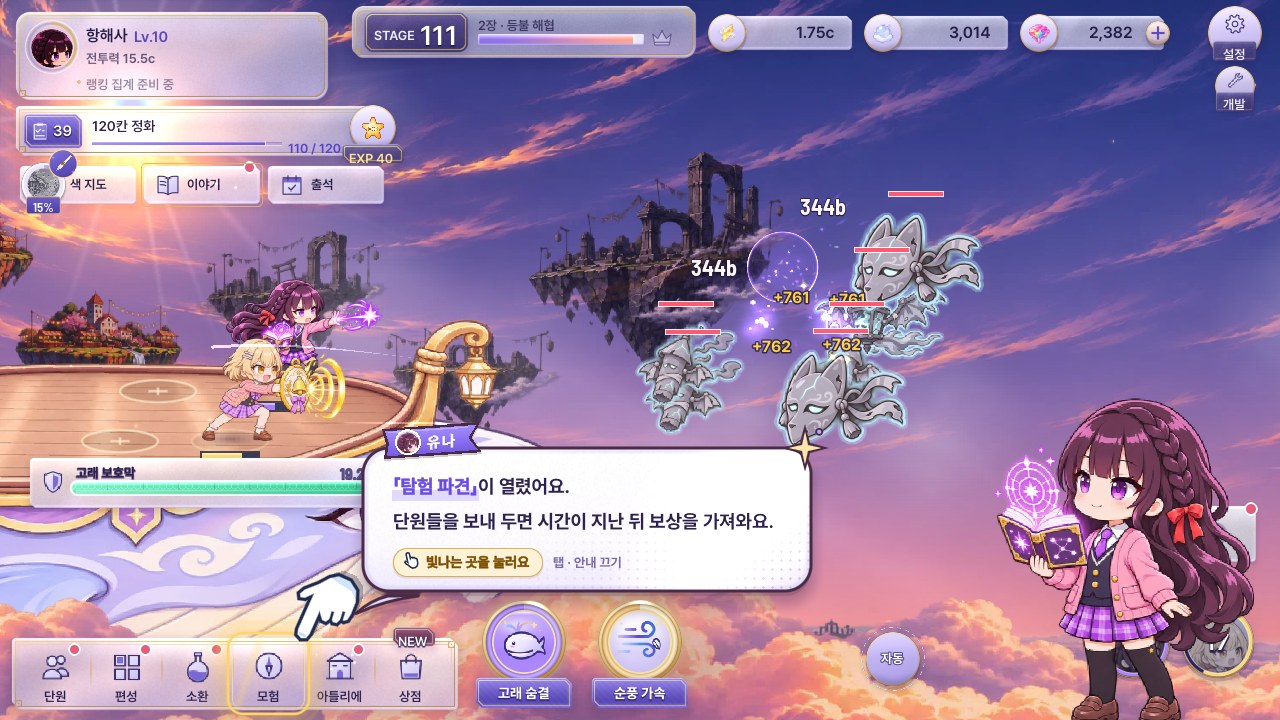 항해사 Lv.10
전투력 15.5c
랭킹 집계 준비 중
STAGE 111
2장 · 등불 해협
1.75c
3,014
2,382
설정
개발
39
120칸 정화
110 / 120
EXP 40
색 지도
15%
이야기
출석
344b
344b
+761
+761
+762
+762
고래 보호막
19.2
유나
「탐험 파견」이 열렸어요.
단원들을 보내 두면 시간이 지난 뒤 보상을 가져와요.
빛나는 곳을 눌러요
탭 · 안내 끄기
단원
편성
소환
모험
아틀리에
NEW
상점
고래 숨결
순풍 가속
자동